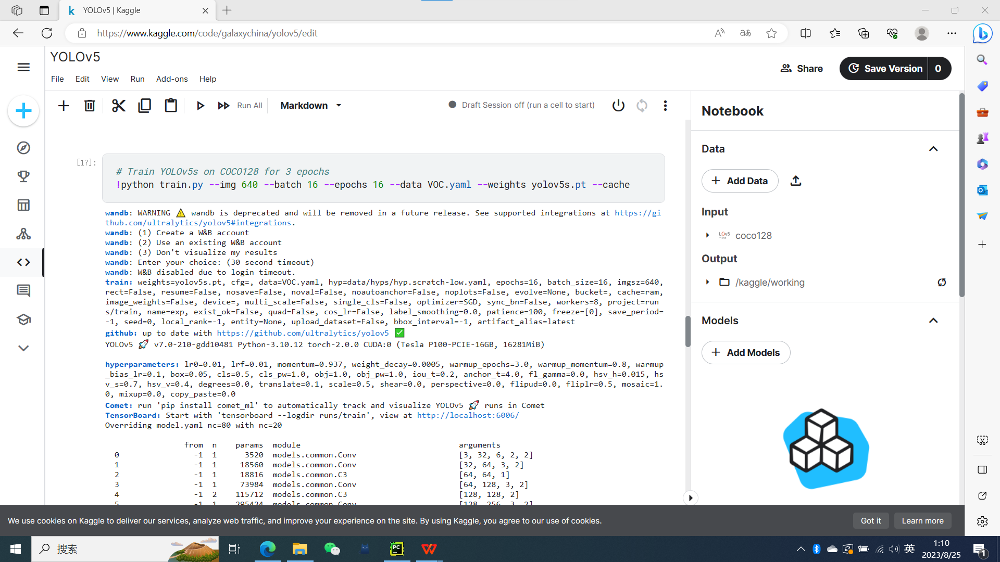 YOLOv5 | Kaggle
https://www.kaggle.com/code/galaxychina/yolov5/edit
YOLOv5
File Edit View Run Add-ons Help
Share
Save Version 0
Run All
Markdown
Draft Session off (run a cell to start)
[17]:
# Train YOLOv5s on COCO128 for 3 epochs
!python train.py --img 640 --batch 16 --epochs 16 --data VOC.yaml --weights yolov5s.pt --cache
wandb: WARNING ⚠️ wandb is deprecated and will be removed in a future release. See supported integrations at https://gi
thub.com/ultralytics/yolov5#integrations.
wandb: (1) Create a W&B account
wandb: (2) Use an existing W&B account
wandb: (3) Don't visualize my results
wandb: Enter your choice: (30 second timeout)
wandb: W&B disabled due to login timeout.
train: weights=yolov5s.pt, cfg=, data=VOC.yaml, hyp=data/hyps/hyp.scratch-low.yaml, epochs=16, batch_size=16, imgsz=640,
rect=False, resume=False, nosave=False, noval=False, noautoanchor=False, noplots=False, evolve=None, bucket=, cache=ram,
image_weights=False, device=, multi_scale=False, single_cls=False, optimizer=SGD, sync_bn=False, workers=8, project=run
s/train, name=exp, exist_ok=False, quad=False, cos_lr=False, label_smoothing=0.0, patience=100, freeze=[0], save_period=
-1, seed=0, local_rank=-1, entity=None, upload_dataset=False, bbox_interval=-1, artifact_alias=latest
github: up to date with https://github.com/ultralytics/yolov5 ✅
YOLOv5 🚀 v7.0-210-gdd10481 Python-3.10.12 torch-2.0.0 CUDA:0 (Tesla P100-PCIE-16GB, 16281MiB)
hyperparameters: lr0=0.01, lrf=0.01, momentum=0.937, weight_decay=0.0005, warmup_epochs=3.0, warmup_momentum=0.8, warmup
_bias_lr=0.1, box=0.05, cls=0.5, cls_pw=1.0, obj=1.0, obj_pw=1.0, iou_t=0.2, anchor_t=4.0, fl_gamma=0.0, hsv_h=0.015, hs
v_s=0.7, hsv_v=0.4, degrees=0.0, translate=0.1, scale=0.5, shear=0.0, perspective=0.0, flipud=0.0, fliplr=0.5, mosaic=1.
0, mixup=0.0, copy_paste=0.0
Comet: run 'pip install comet_ml' to automatically track and visualize YOLOv5 🚀 runs in Comet
TensorBoard: Start with 'tensorboard --logdir runs/train', view at http://localhost:6006/
Overriding model.yaml nc=80 with nc=20
from n params module arguments
0 -1 1 3520 models.common.Conv [3, 32, 6, 2, 2]
1 -1 1 18560 models.common.Conv [32, 64, 3, 2]
2 -1 1 18816 models.common.C3 [64, 64, 1]
3 -1 1 73984 models.common.Conv [64, 128, 3, 2]
4 -1 2 115712 models.common.C3 [128, 128, 2]
5 -1 1 295424 models.common.Conv [128, 256, 3, 2]
Notebook
Data
Add Data
Input
coco128
Output
/kaggle/working
Models
Add Models
We use cookies on Kaggle to deliver our services, analyze web traffic, and improve your experience on the site. By using Kaggle, you agree to our use of cookies.
Got it
Learn more
搜索
PC
英
1:10
2023/8/25
1